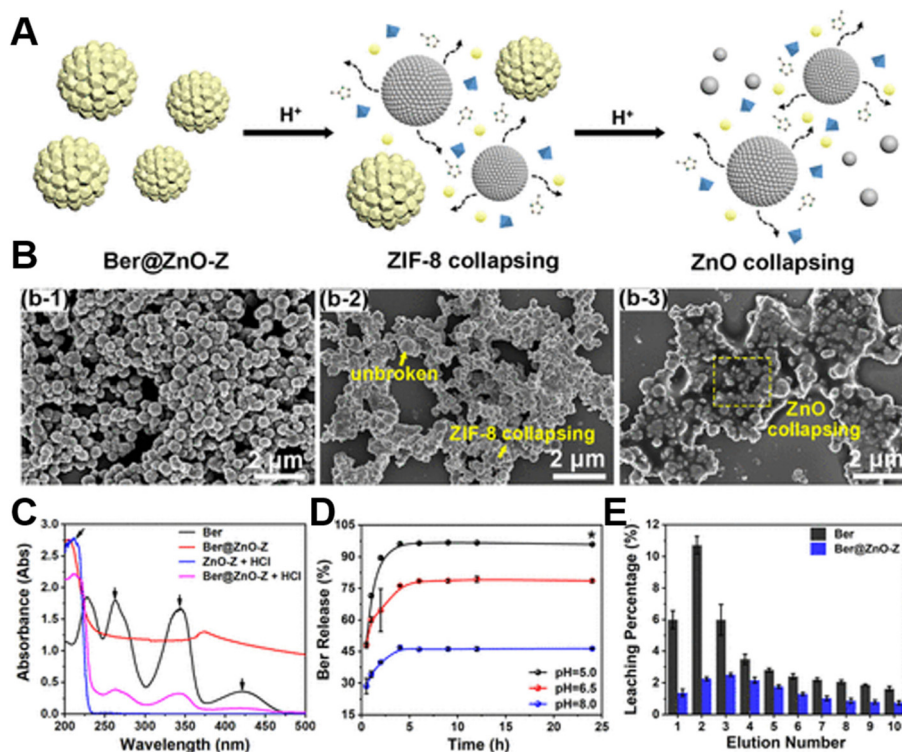 A
H+
H+
B
Ber@ZnO-Z
ZIF-8 collapsing
ZnO collapsing
(b-1)
2 μm
(b-2)
unbroken
ZIF-8 collapsing
2 μm
(b-3)
ZnO
collapsing
2 μm
C
3.0
2.5
2.0
1.5
1.0
0.5
0.0
Absorbance (Abs)
Ber
Ber@ZnO-Z
ZnO-Z + HCl
Ber@ZnO-Z + HCl
200 250 300 350 400 450 500
Wavelength (nm)
D
105
90
75
60
45
30
15
Ber Release (%)
*
pH=5.0
pH=6.5
pH=8.0
0 5 10 15 20 25
Time (h)
E
12
10
8
6
4
2
0
Leaching Percentage (%)
Ber
Ber@ZnO-Z
1 2 3 4 5 6 7 8 9 10
Elution Number